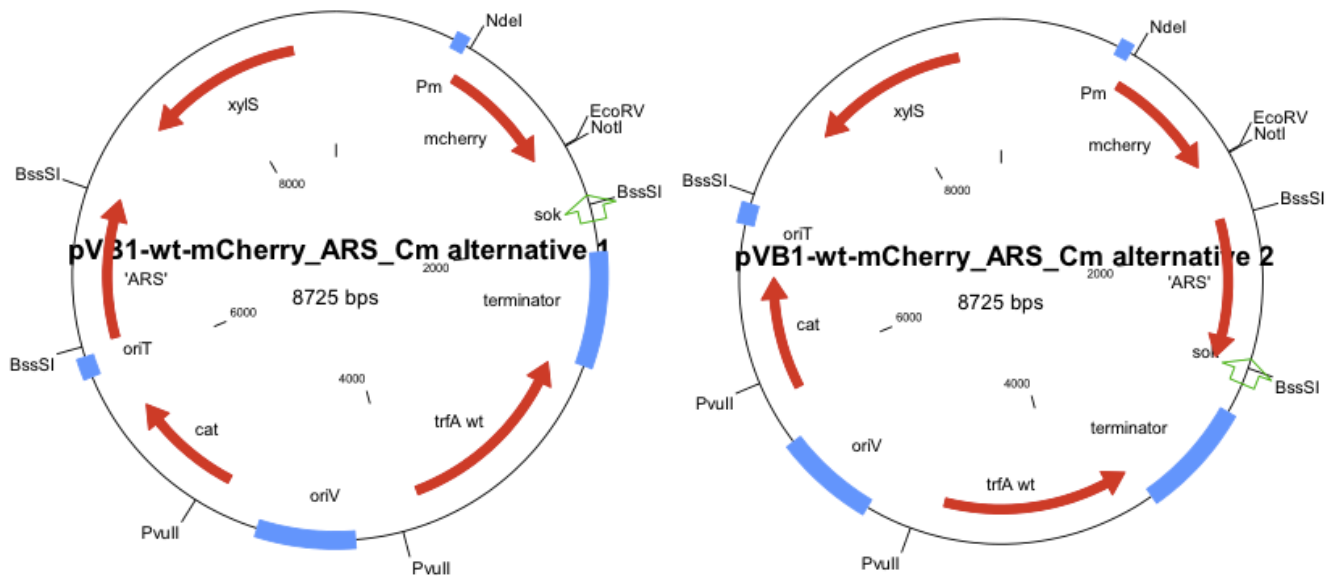 NdeI
Pm
xylS
mcherry
EcoRV
NotI
BssSI
8000
BssSI
sok
pVB1-wt-mCherry_ARS_Cm alternative 1
2000
'ARS'
8725 bps
terminator
6000
oriT
BssSI
4000
cat
trfA wt
oriV
PvuII
PvuII
NdeI
Pm
xylS
mcherry
EcoRV
NotI
BssSI
8000
BssSI
oriT
pVB1-wt-mCherry_ARS_Cm alternative 2
2000
'ARS'
8725 bps
cat
6000
sok
BssSI
PvuII
4000
terminator
oriV
trfA wt
PvuII